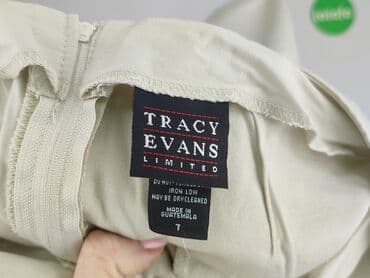 TRACY
EVANS
LIMITED
IRON LOW
MAY BE DRYCLEANED
MADE IN
GUATEMALA
7